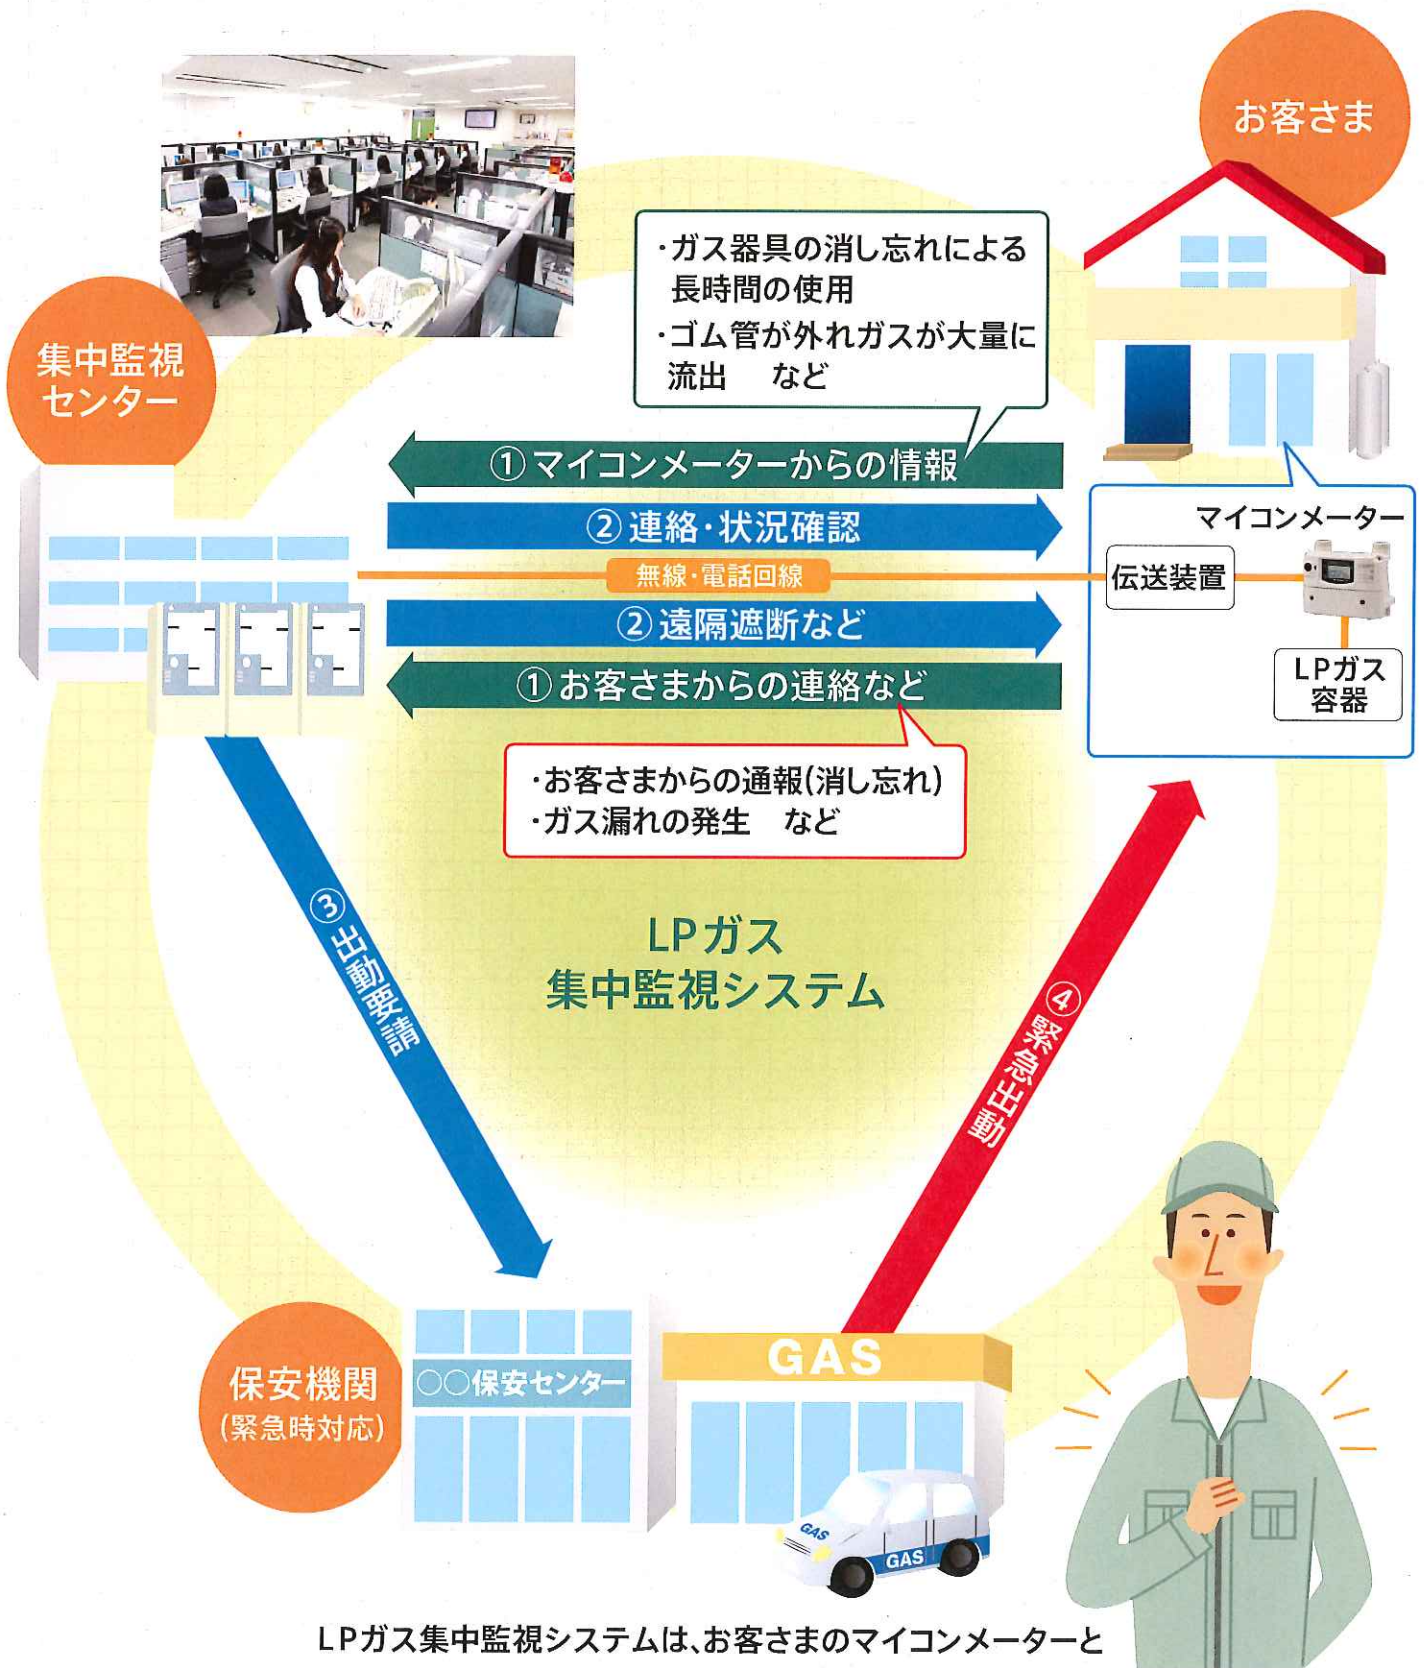 お客さま
・ガス器具の消し忘れによる
長時間の使用
・ゴム管が外れガスが大量に
流出　など
集中監視
センター
①マイコンメーターからの情報
②連絡・状況確認
無線・電話回線
②遠隔遮断など
①お客さまからの連絡など
マイコンメーター
伝送装置
LPガス
容器
・お客さまからの通報(消し忘れ)
・ガス漏れの発生　など
③出動要請
LPガス
集中監視システム
④緊急出動
保安機関
(緊急時対応)
〇〇保安センター
GAS
GAS
GAS
LPガス集中監視システムは、お客さまのマイコンメーターと